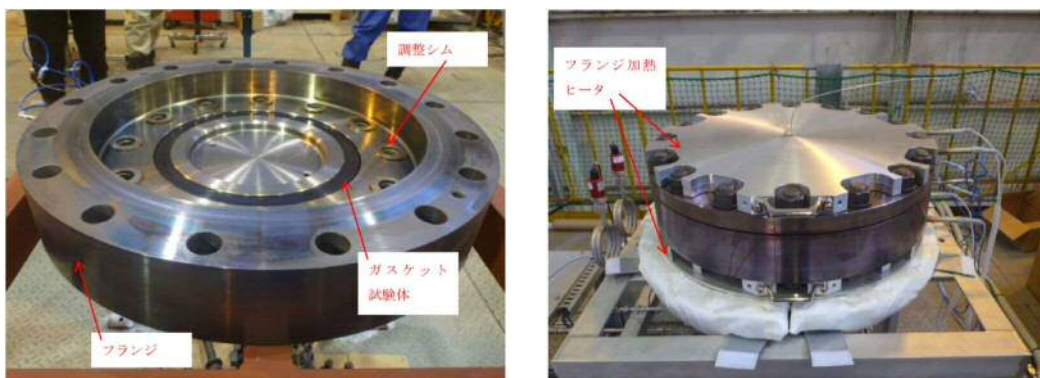 調整シム
ガスケット
試験体
フランジ
フランジ加熱
ヒータ